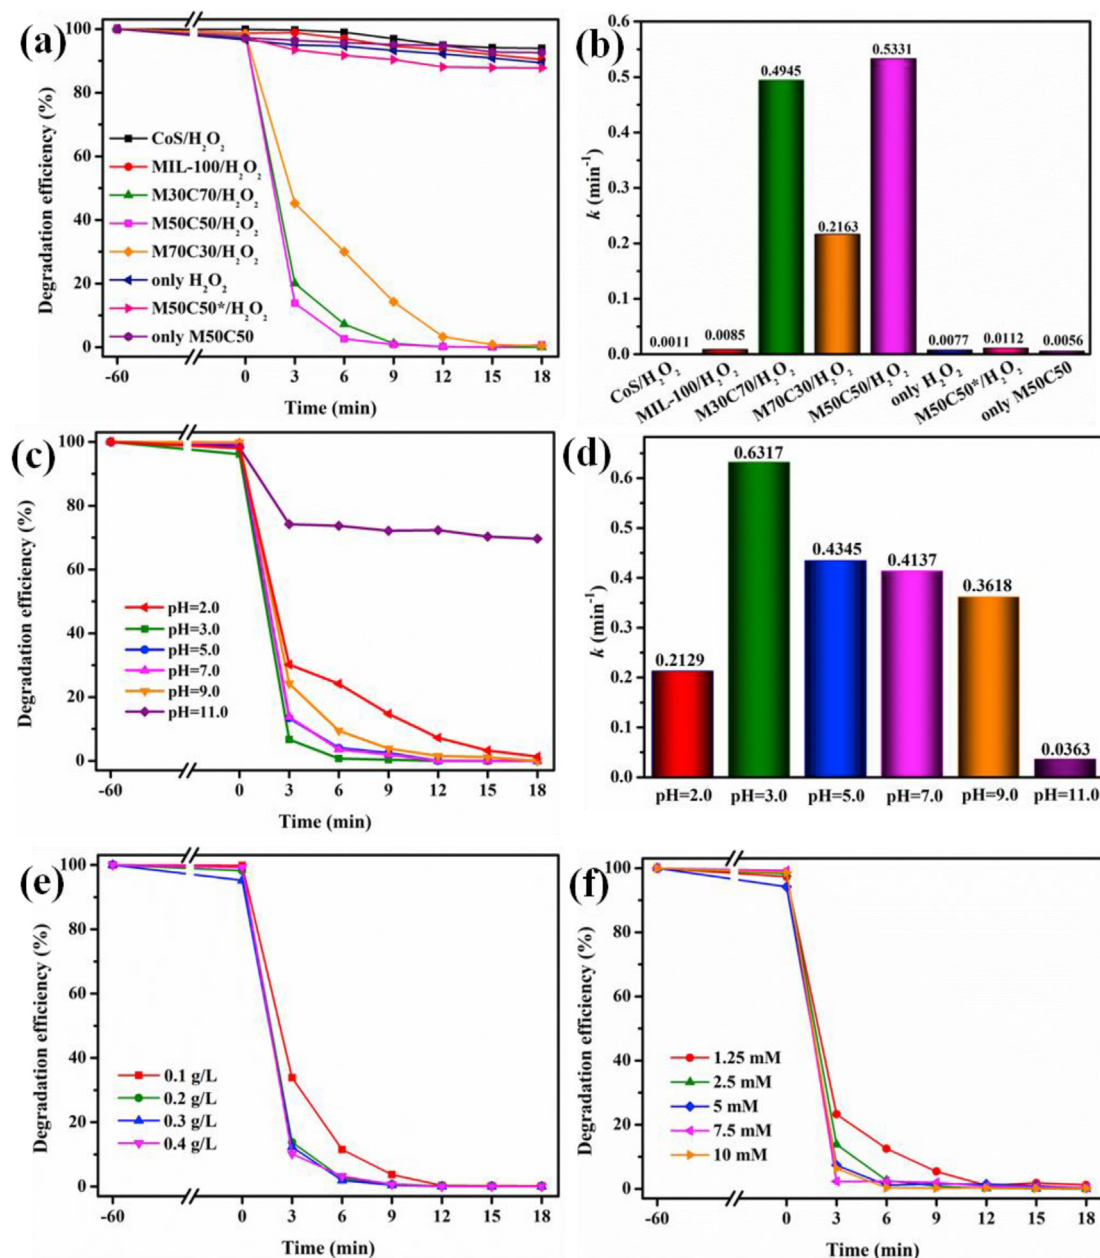 (a)
Degradation efficiency (%)
100
80
60
40
20
0
CoS/H₂O₂
MIL-100/H₂O₂
M30C70/H₂O₂
M50C50/H₂O₂
M70C30/H₂O₂
only H₂O₂
M50C50*/H₂O₂
only M50C50
-60 0 3 6 9 12 15 18
Time (min)
(b)
k (min⁻¹)
0.6
0.5
0.4
0.3
0.2
0.1
0.0
0.0011
0.0085
0.4945
0.2163
0.5331
0.0077
0.0112
0.0056
CoS/H₂O₂
MIL-100/H₂O₂
M30C70/H₂O₂
M70C30/H₂O₂
M50C50/H₂O₂
only H₂O₂
M50C50*/H₂O₂
only M50C50
(c)
Degradation efficiency (%)
100
80
60
40
20
0
pH=2.0
pH=3.0
pH=5.0
pH=7.0
pH=9.0
pH=11.0
-60 0 3 6 9 12 15 18
Time (min)
(d)
k (min⁻¹)
0.6
0.5
0.4
0.3
0.2
0.1
0.0
0.2129
0.6317
0.4345
0.4137
0.3618
0.0363
pH=2.0 pH=3.0 pH=5.0 pH=7.0 pH=9.0 pH=11.0
(e)
Degradation efficiency (%)
100
80
60
40
20
0
0.1 g/L
0.2 g/L
0.3 g/L
0.4 g/L
-60 0 3 6 9 12 15 18
Time (min)
(f)
Degradation efficiency (%)
100
80
60
40
20
0
1.25 mM
2.5 mM
5 mM
7.5 mM
10 mM
-60 0 3 6 9 12 15 18
Time (min)